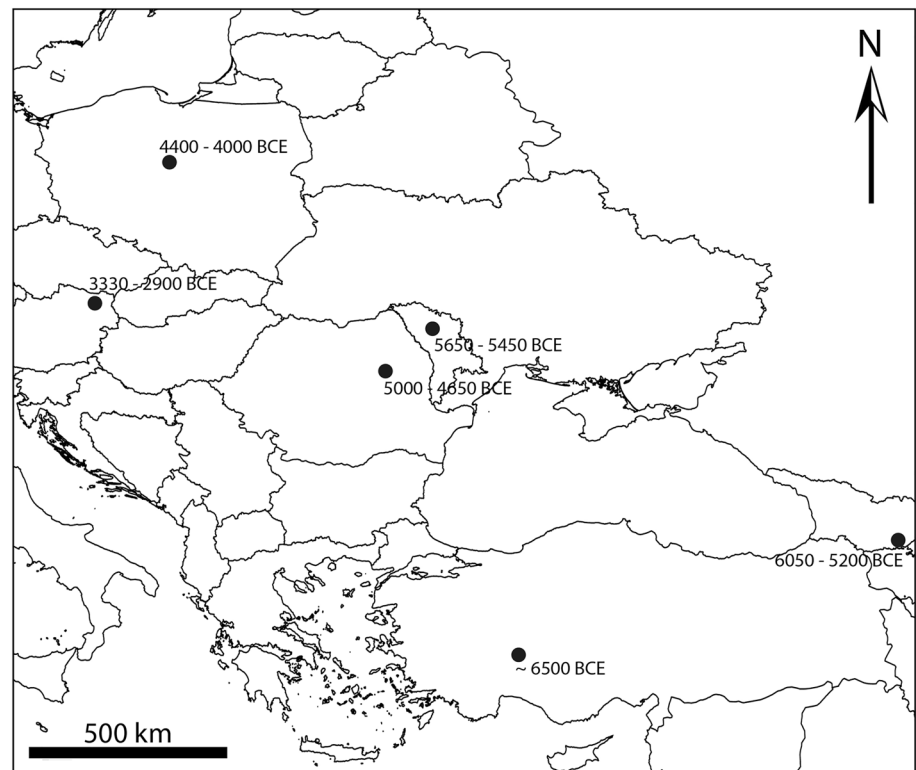 N
4400 - 4000 BCE
3330 - 2900 BCE
5650 - 5450 BCE
5000 - 4650 BCE
6050 - 5200 BCE
~ 6500 BCE
500 km